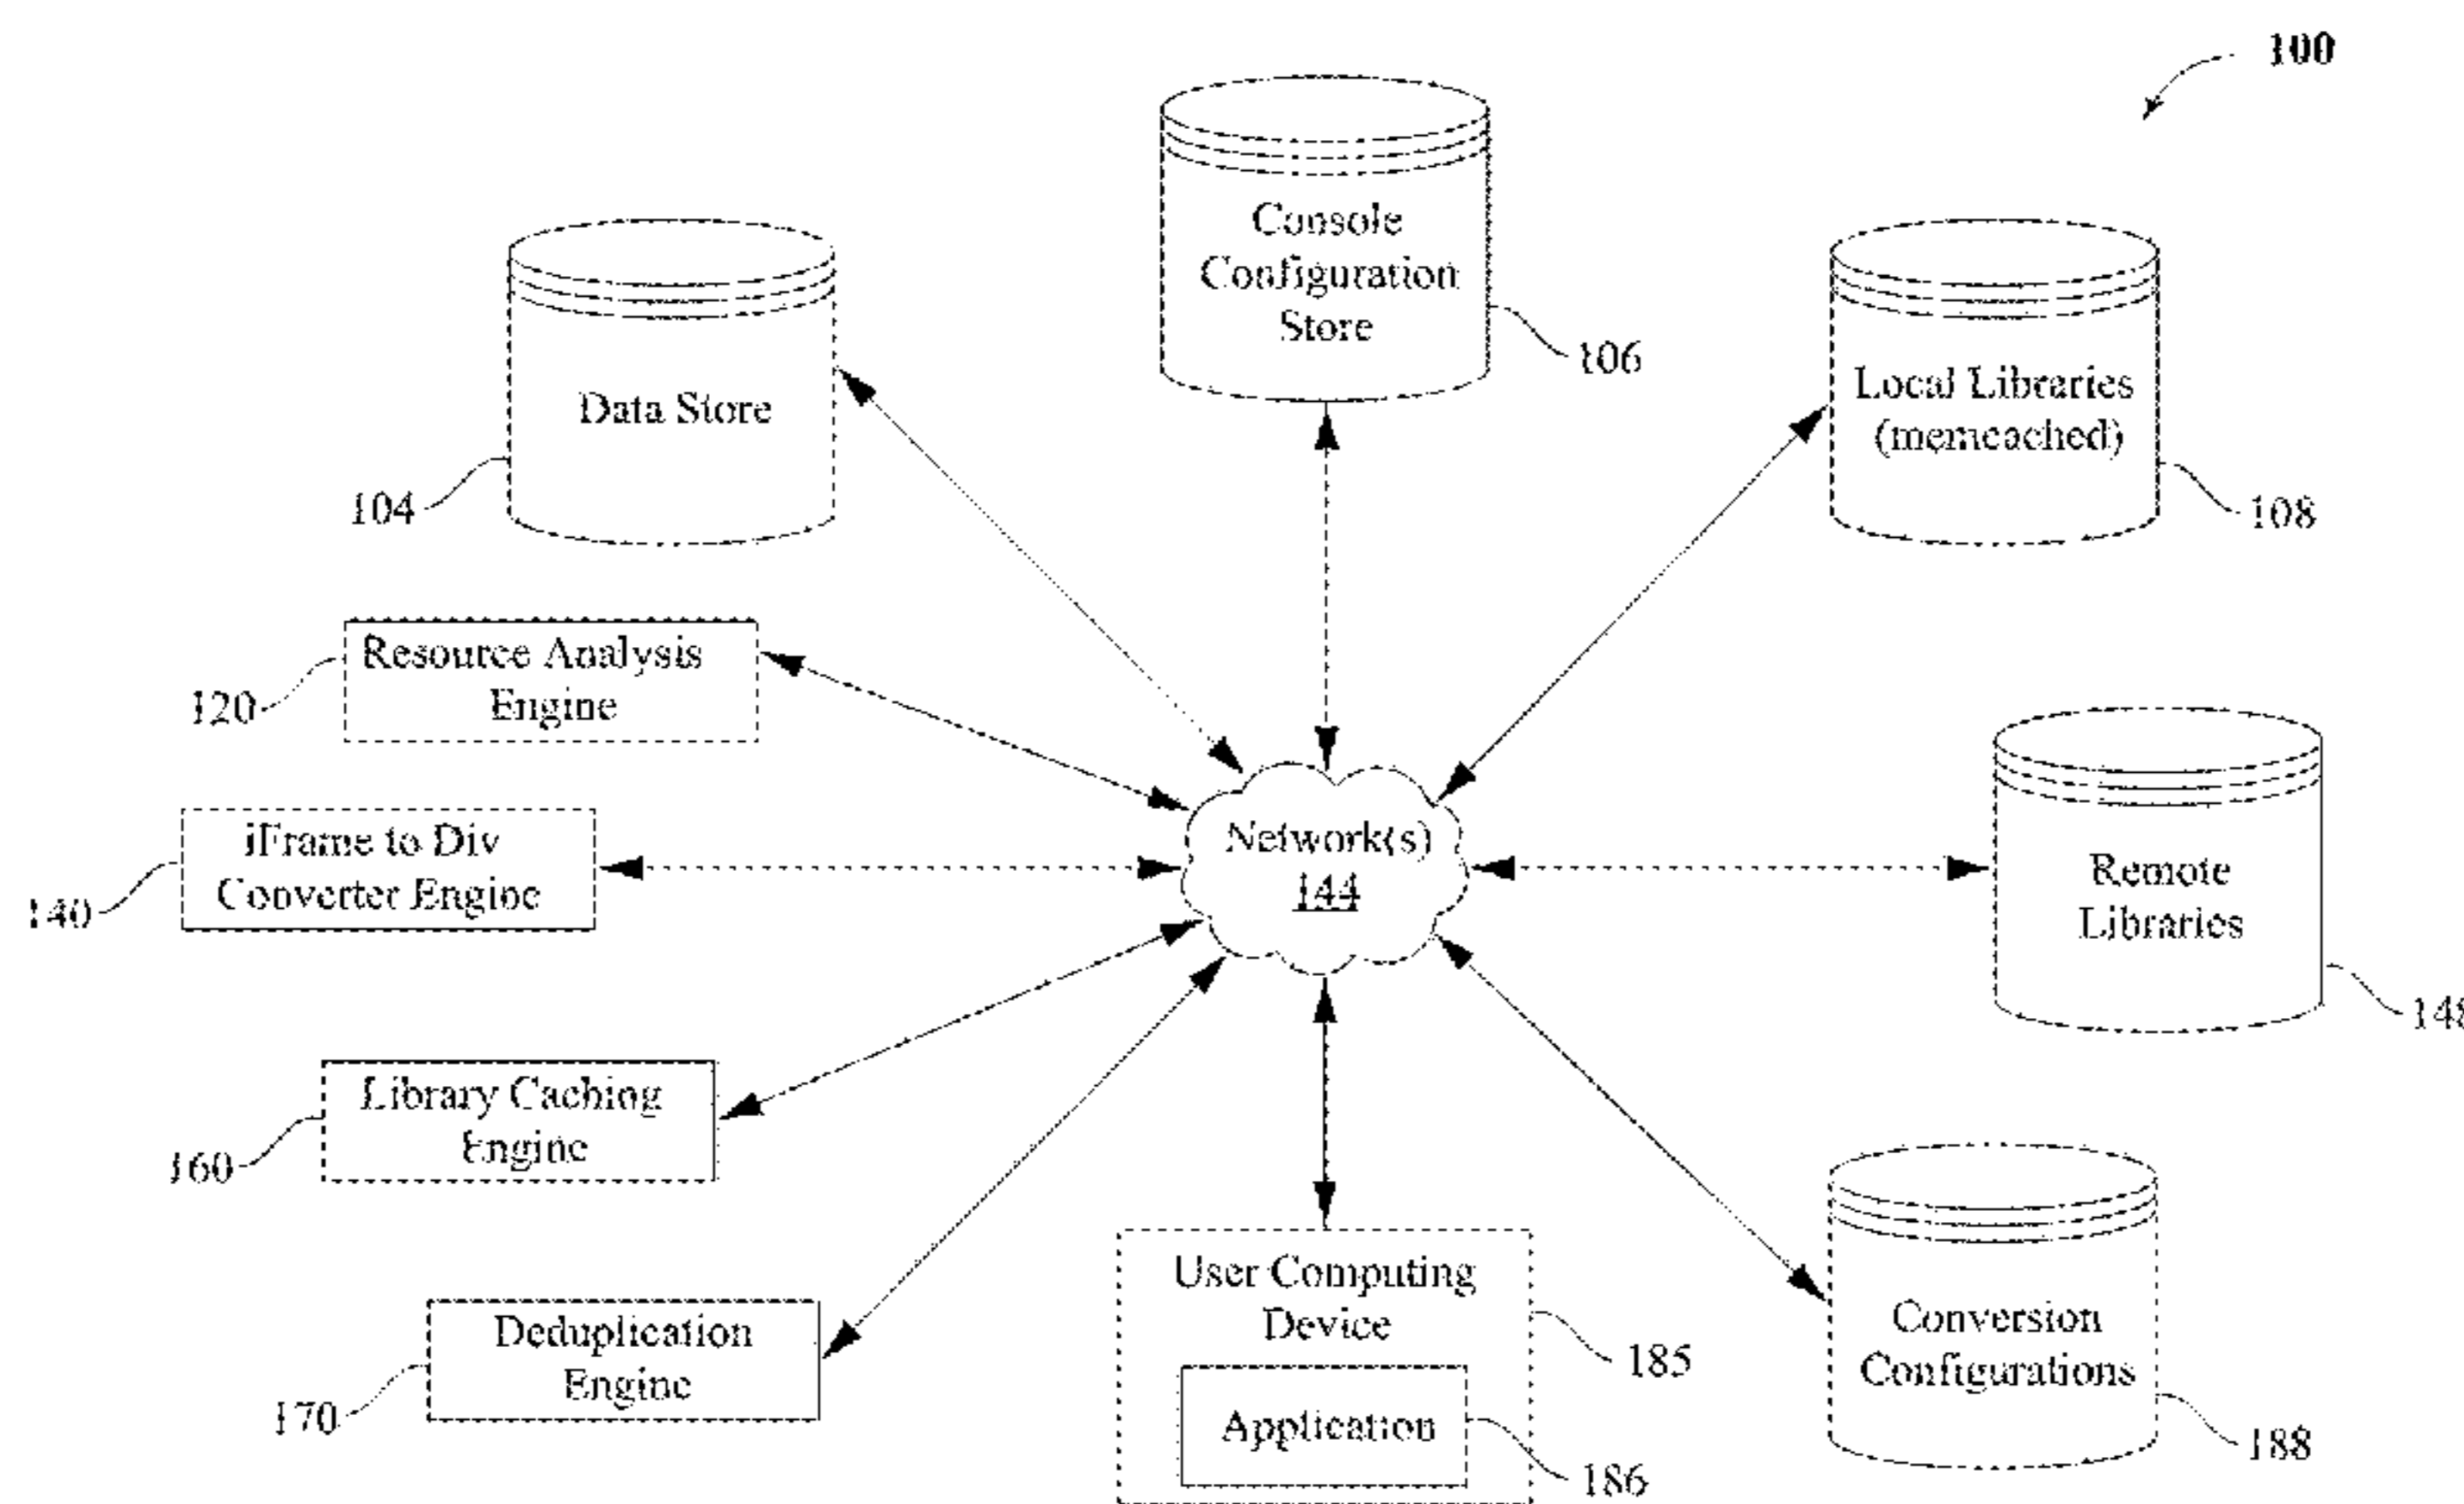 100
Console
Configuration
Store
106
Data Store
104
Local Libraries
(memcached)
108
Resource Analysis
Engine
120
iFrame to Div
Converter Engine
140
Network(s)
144
Remote
Libraries
148
Library Caching
Engine
160
Deduplication
Engine
170
User Computing
Device
185
Application
186
Conversion
Configurations
188